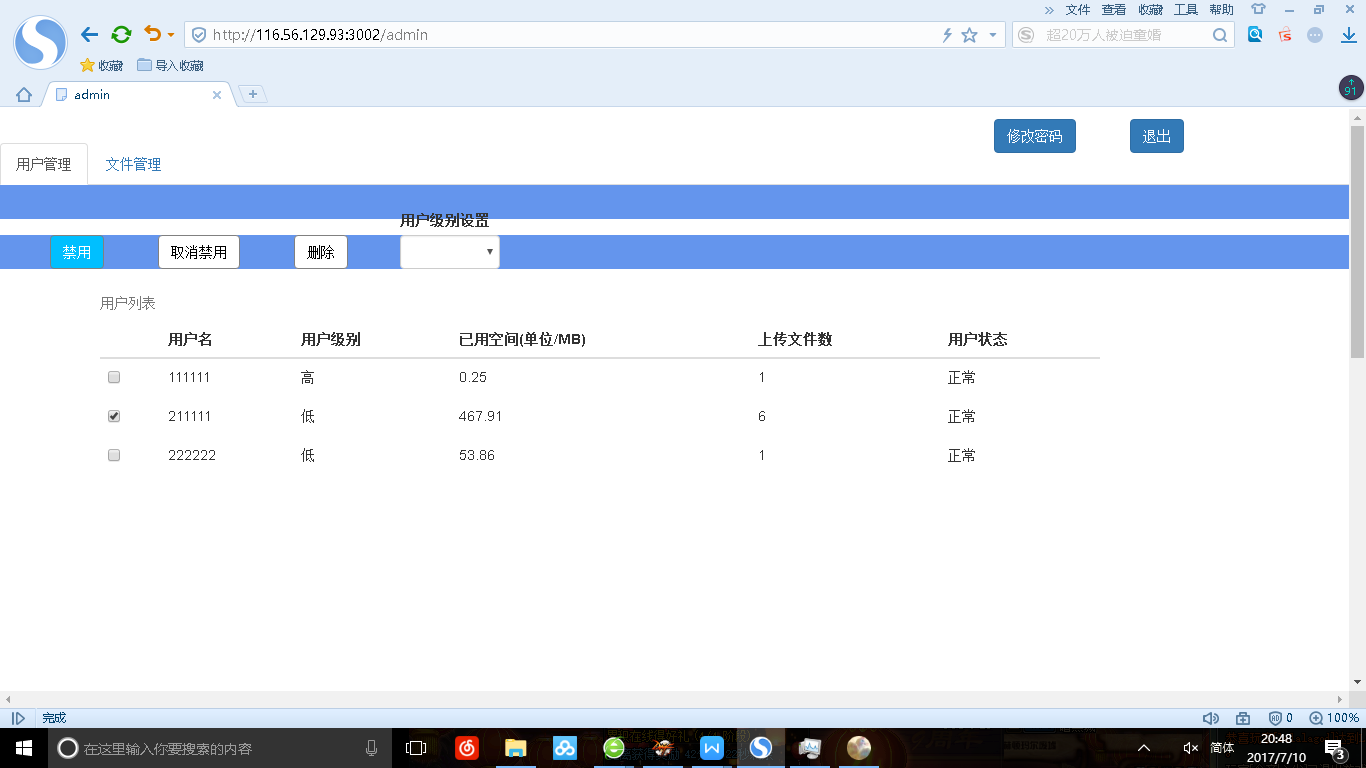 » 文件 查看 收藏 工具 帮助
http://116.56.129.93:3002/admin
超20万人被迫童婚
收藏 导入收藏
admin
91
修改密码 退出
用户管理 文件管理
用户级别设置
禁用 取消禁用 删除
用户列表
用户名 用户级别 已用空间(单位/MB) 上传文件数 用户状态
111111 高 0.25 1 正常
211111 低 467.91 6 正常
222222 低 53.86 1 正常
完成
0 100%
在这里输入你要搜索的内容
简体
20:48
2017/7/10
3